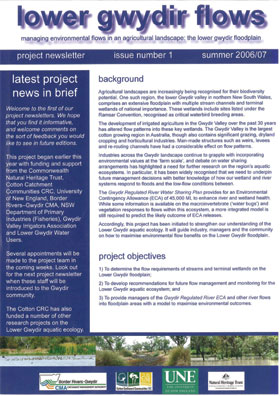 lower gwydir flows
managing environmental flows in an agricultural landscape: the lower gwydir floodplain
project newsletter
issue number 1
summer 2006/07
latest project
news in brief
Welcome to the first of our
project newsletters. We hope
that you find it informative,
and welcome comments on
the sort of feedback you would
like to see in future editions.
This project began earlier this
year with funding and support
from the Commonwealth
Natural Heritage Trust,
Cotton Catchment
Communities CRC, University
of New England, Border
Rivers-Gwydir CMA, NSW
Department of Primary
Industries (Fisheries), Gwydir
Valley Irrigators Association
and Lower Gwydir Water
Users.
Several appointments will be
made to the project team in
the coming weeks. Look out
for the next project newsletter
when these staff will be
introduced to the Gwydir
community.
The Cotton CRC has also
funded a number of other
research projects on the
Lower Gwydir aquatic ecology.
background
Agricultural landscapes are increasingly being recognised for their biodiversity
potential. One such region, the lower Gwydir valley in northern New South Wales,
comprises an extensive floodplain with multiple stream channels and terminal
wetlands of national importance. These wetlands include sites listed under the
Ramsar Convention, recognised as critical waterbird breeding areas.
The development of irrigated agriculture in the Gwydir Valley over the past 30 years
has altered flow patterns into these key wetlands. The Gwydir Valley is the largest
cotton growing region in Australia, though also contains significant grazing, dryland
cropping and horticultural industries. Man-made structures such as weirs, levees
and re-routing channels have had a considerable effect on flow patterns.
Industries across the Gwydir landscape continue to grapple with incorporating
environmental values at the 'farm scale', and debate on water sharing
arrangements has highlighted a need for further research on the region's aquatic
ecosystems. In particular, it has been widely recognised that we need to underpin
future management decisions with better knowledge of how our wetland and river
systems respond to floods and the low-flow conditions between.
The Gwydir Regulated River Water Sharing Plan provides for an Environmental
Contingency Allowance (ECA) of 45,000 ML to enhance river and wetland health.
While some information is available on the macroinvertebrate ('water bugs') and
vegetation responses to flows within this ecosystem, a more integrated model is
still required to predict the likely outcome of ECA releases.
Accordingly, this project has been initiated to strengthen our understanding of the
Lower Gwydir aquatic ecology. It will guide industry, managers and the community
on how to maximise environmental flow benefits on the Lower Gwydir floodplain.
project objectives
1) To determine the flow requirements of streams and terminal wetlands on the
Lower Gwydir floodplain;
2) To develop recommendations for future flow management and monitoring for the
Lower Gwydir aquatic ecosystem; and
3) To provide managers of the Gwydir Regulated River ECA and other river flows
into floodplain areas with a model to maximise environmental outcomes.
Border Rivers-Gwydir
CMA
UNE
Natural Heritage Trust